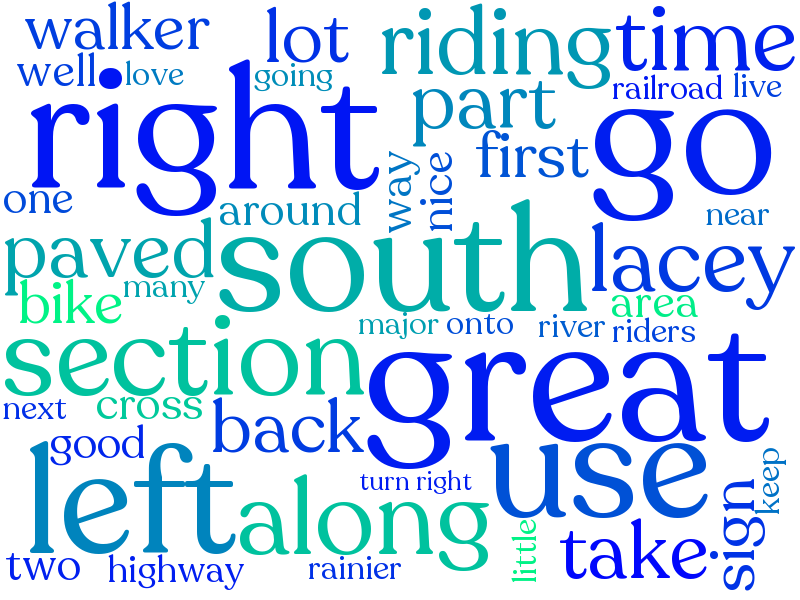 walker
lot
riding
time
well
love
going
railroad
live
right
part
go
first
way
nice
one
around
near
paved
south
lacey
many
bike
area
major
onto
river
riders
section
great
next
cross
back
good
left
use
keep
turn right
along
sign
little
take
two
highway
rainier